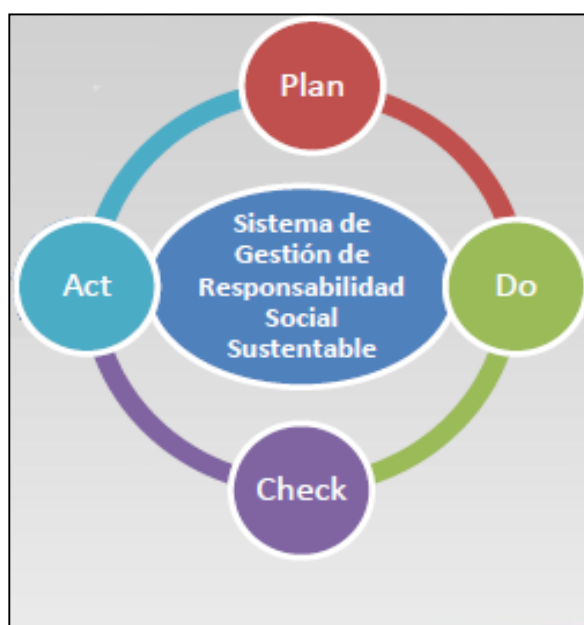 Plan
Sistema de
Gestión de
Responsabilidad
Social
Sustentable
Act
Do
Check